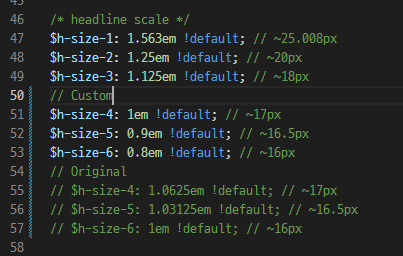 46 /* headline scale */
47 $h-size-1: 1.563em !default; // ~25.008px
48 $h-size-2: 1.25em !default; // ~20px
49 $h-size-3: 1.125em !default; // ~18px
50 // Custom
51 $h-size-4: 1em !default; // ~17px
52 $h-size-5: 0.9em !default; // ~16.5px
53 $h-size-6: 0.8em !default; // ~16px
54 // Original
55 // $h-size-4: 1.0625em !default; // ~17px
56 // $h-size-5: 1.03125em !default; // ~16.5px
57 // $h-size-6: 1em !default; // ~16px
58